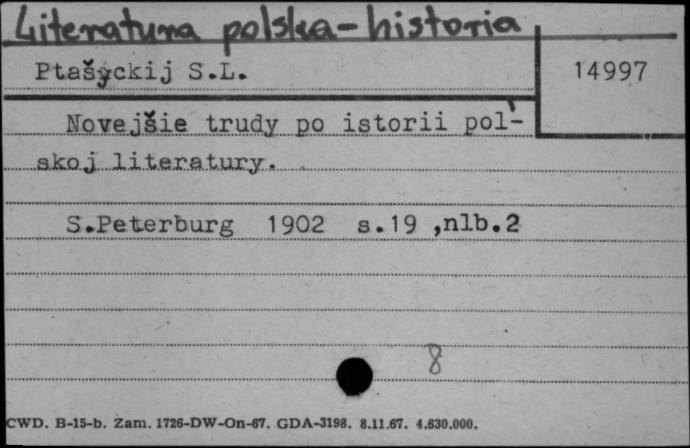 Literatura polska-historia
Ptašyckij S.L.
14997
Novejšie trudy po istorii pol'-
skoj literatury.
S.Peterburg 1902 s.19 ,nlb.2
8
CWD. B-15-b. Zam. 1726-DW-On-67. GDA-3198. 8.11.67. 4.630.000.